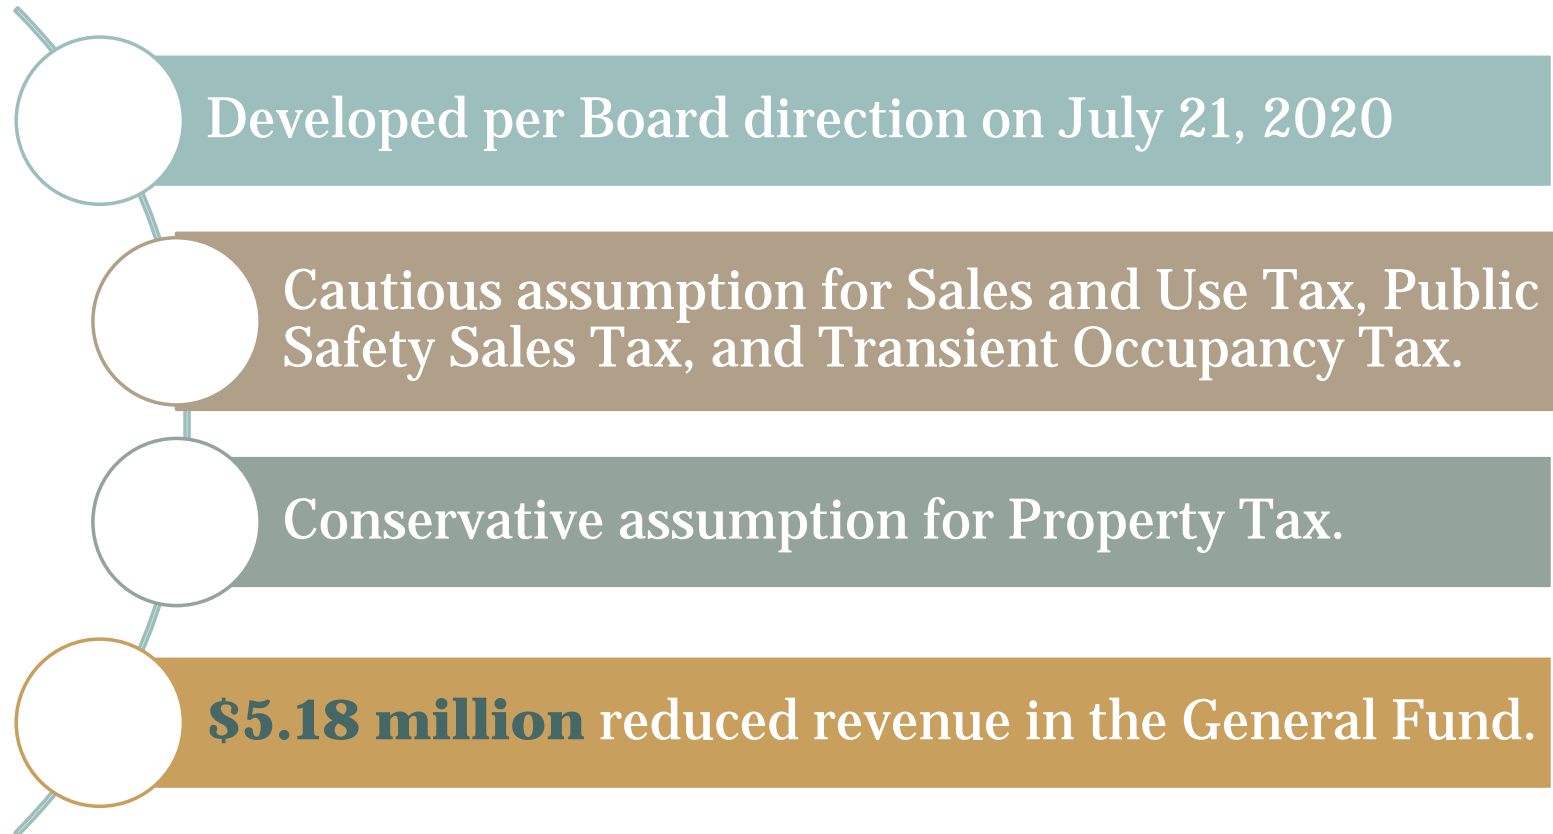 Developed per Board direction on July 21, 2020
Cautious assumption for Sales and Use Tax, Public
Safety Sales Tax, and Transient Occupancy Tax.
Conservative assumption for Property Tax.
$5.18 million reduced revenue in the General Fund.